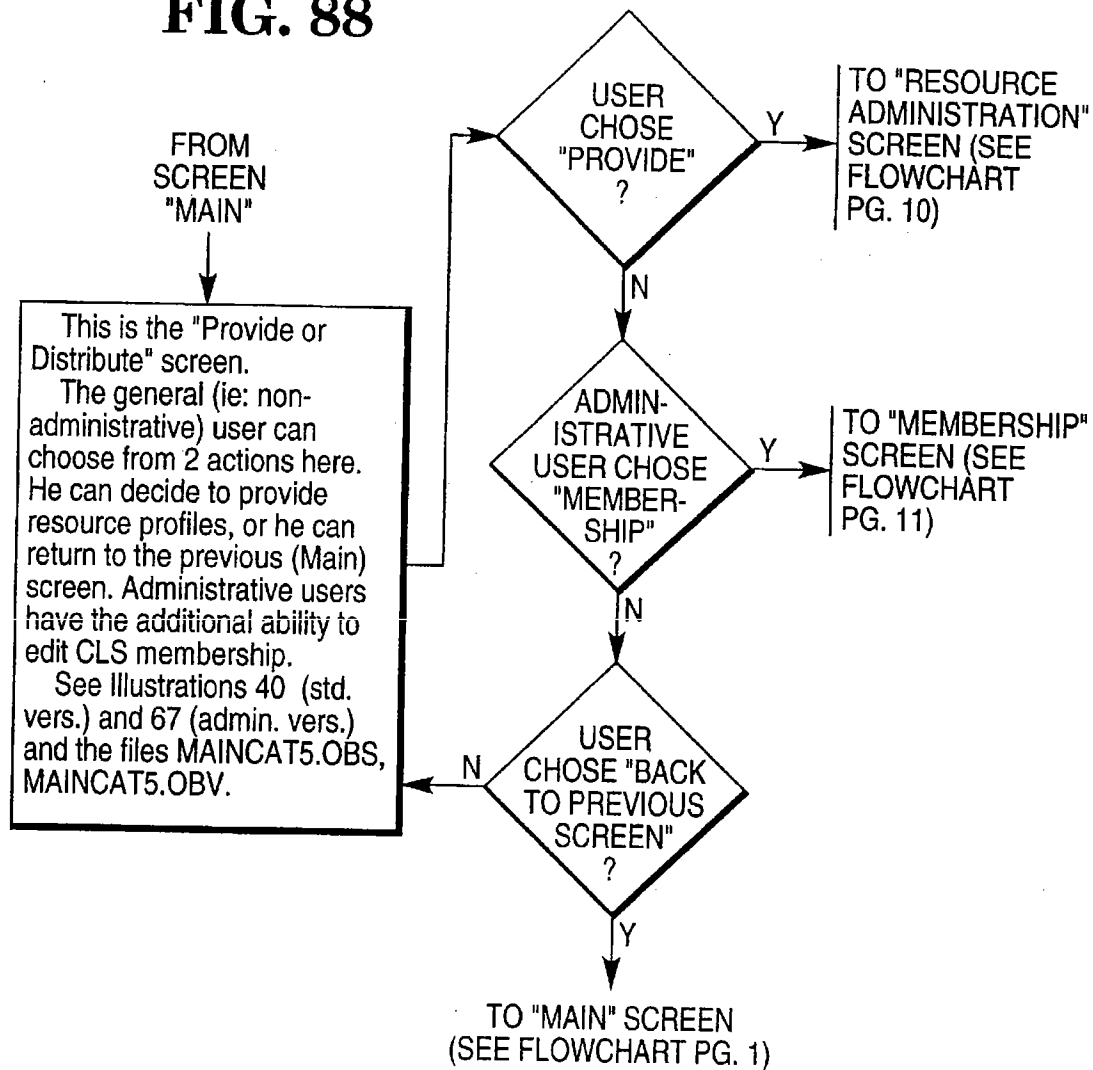 FIG. 88
FROM
SCREEN
"MAIN"
This is the "Provide or
Distribute" screen.
The general (ie: non-
administrative) user can
choose from 2 actions here.
He can decide to provide
resource profiles, or he can
return to the previous (Main)
screen. Administrative users
have the additional ability to
edit CLS membership.
See Illustrations 40 (std.
vers.) and 67 (admin. vers.)
and the files MAINCAT5.OBS,
MAINCAT5.OBV.
USER
CHOSE
"PROVIDE"
?
Y
TO "RESOURCE
ADMINISTRATION"
SCREEN (SEE
FLOWCHART
PG. 10)
N
ADMIN-
ISTRATIVE
USER CHOSE
"MEMBER-
SHIP"
?
Y
TO "MEMBERSHIP"
SCREEN (SEE
FLOWCHART
PG. 11)
N
USER
CHOSE "BACK
TO PREVIOUS
SCREEN"
?
N
Y
TO "MAIN" SCREEN
(SEE FLOWCHART PG. 1)